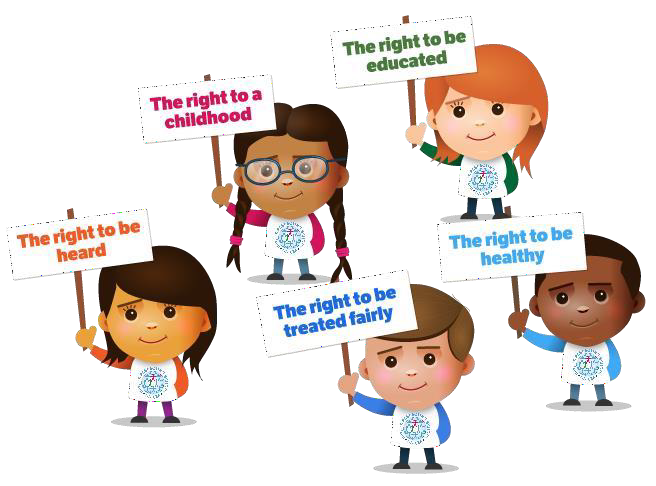 The right to be
educated
The right to a
childhood
The right to be
heard
The right to be
healthy
The right to be
treated fairly